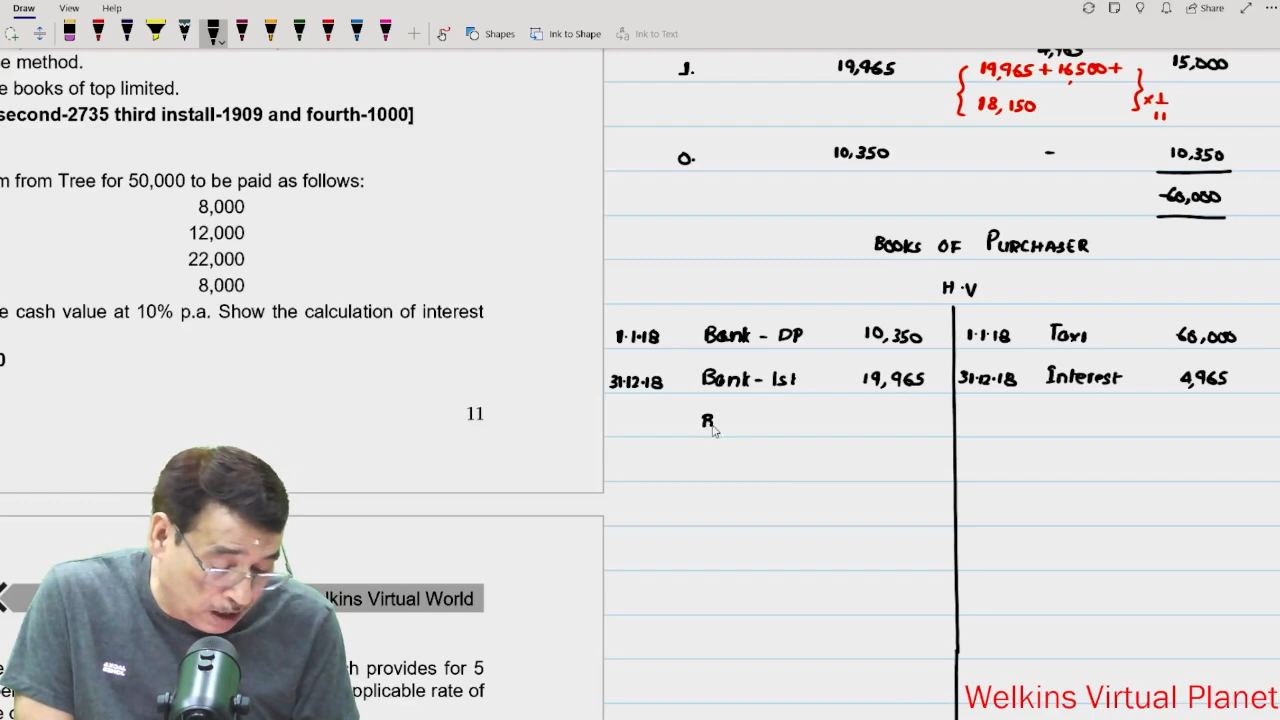 Draw View Help
Share
Shapes Ink to Shape Ink to Text
e method.
e books of top limited.
second-2735 third install-1909 and fourth-1000]
m from Tree for 50,000 to be paid as follows:
8,000
12,000
22,000
8,000
e cash value at 10% p.a. Show the calculation of interest
0
11
lkins Virtual World
h provides for 5
pplicable rate of
1. 19,965 { 19,965 + 16,500 + 18,150 } × 1/11 15,000
0. 10,350 - 10,350
60,000
BOOKS OF PURCHASER
H.V
1.1.18 Bank - DP 10,350 1.1.18 Taxi 60,000
31.12.18 Bank - 1st 19,965 31.12.18 Interest 4,965
B
Welkins Virtual Planet